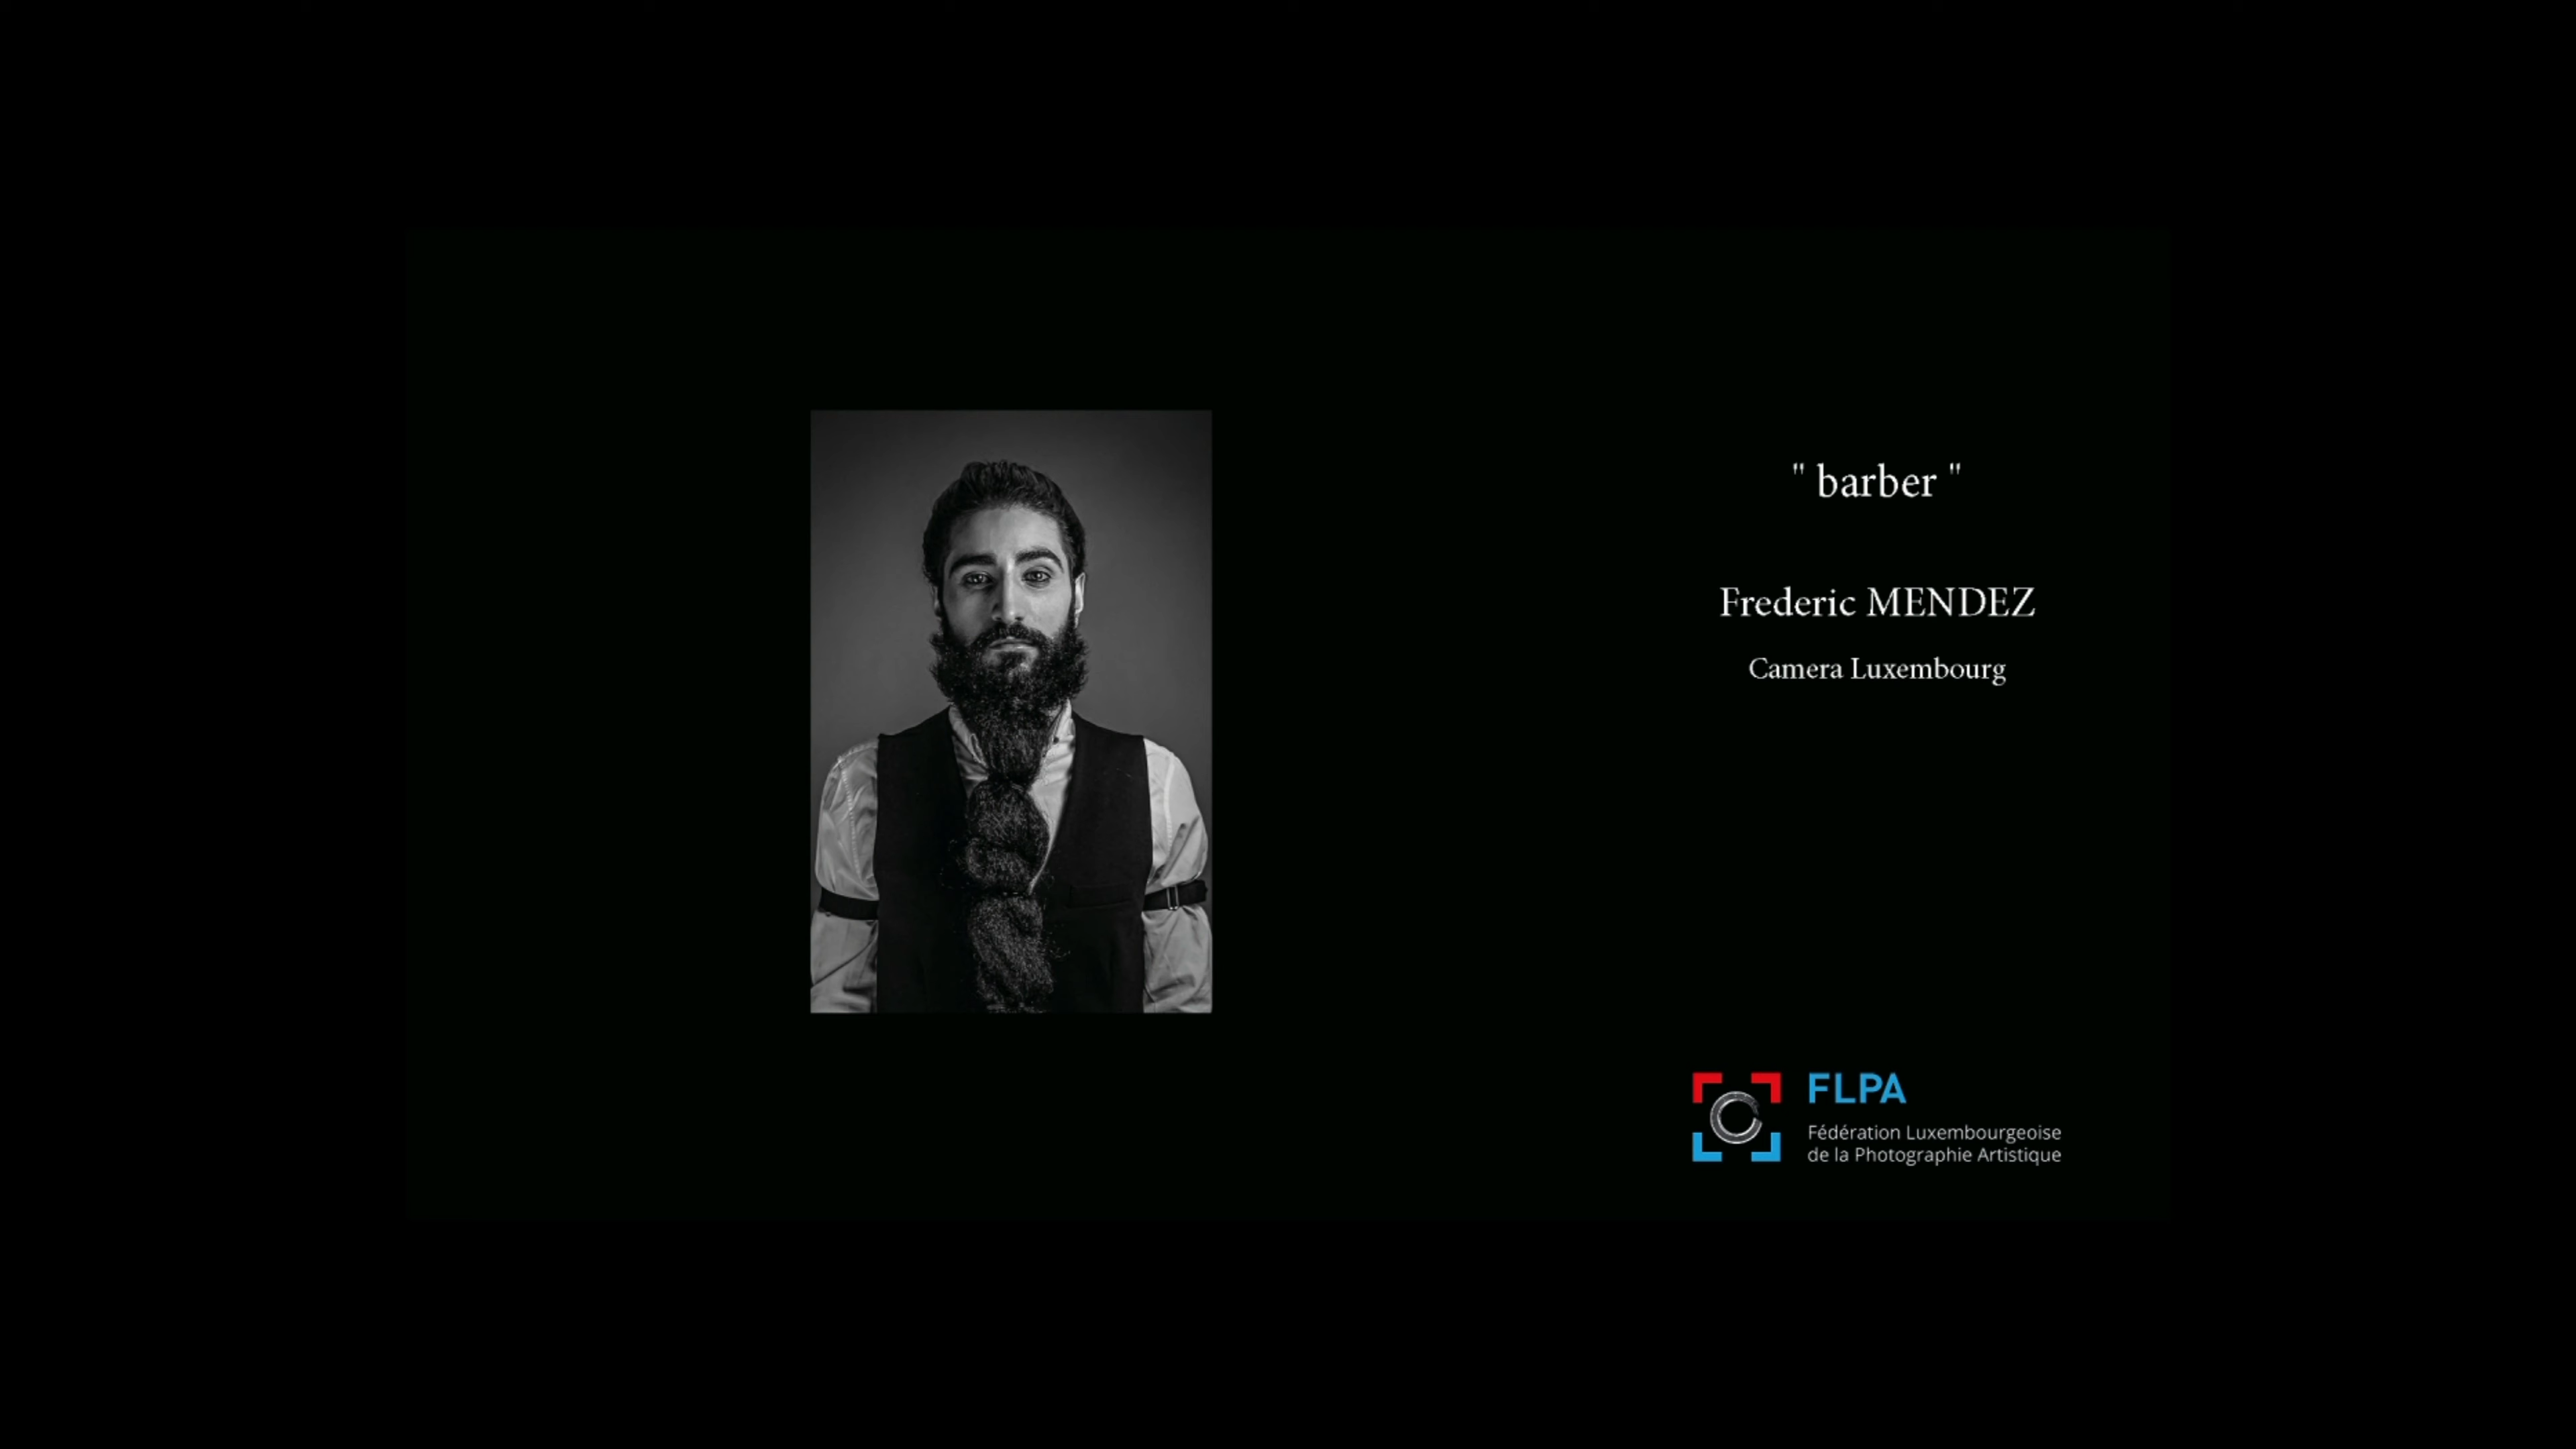 " barber "
Frederic MENDEZ
Camera Luxembourg
FLPA
Fédération Luxembourgeoise
de la Photographie Artistique